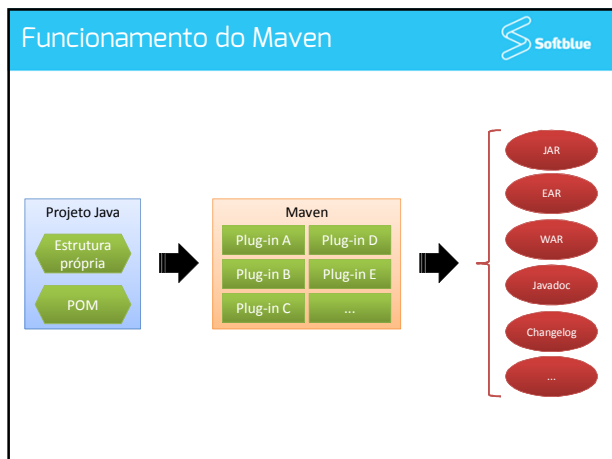 Funcionamento do Maven
Softblue
Projeto Java
Estrutura
própria
POM
Maven
Plug-in A
Plug-in D
Plug-in B
Plug-in E
Plug-in C
...
JAR
EAR
WAR
Javadoc
Changelog
...